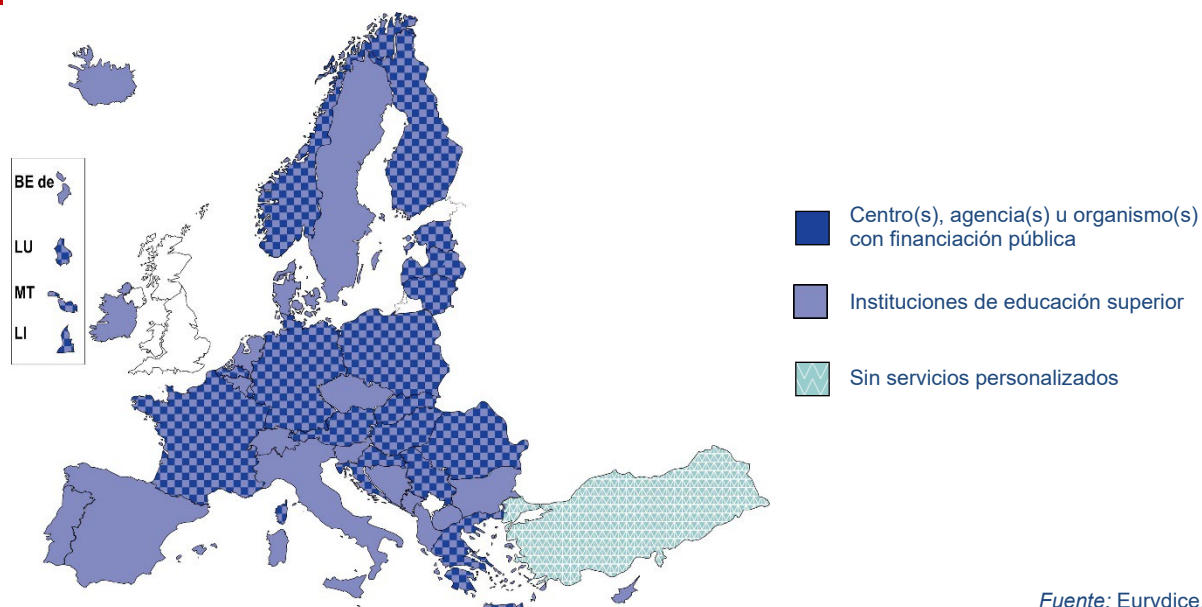 BE de
LU
MT
LI
Centro(s), agencia(s) u organismo(s)
con financiación pública
Instituciones de educación superior
Sin servicios personalizados
Fuente: Eurydice